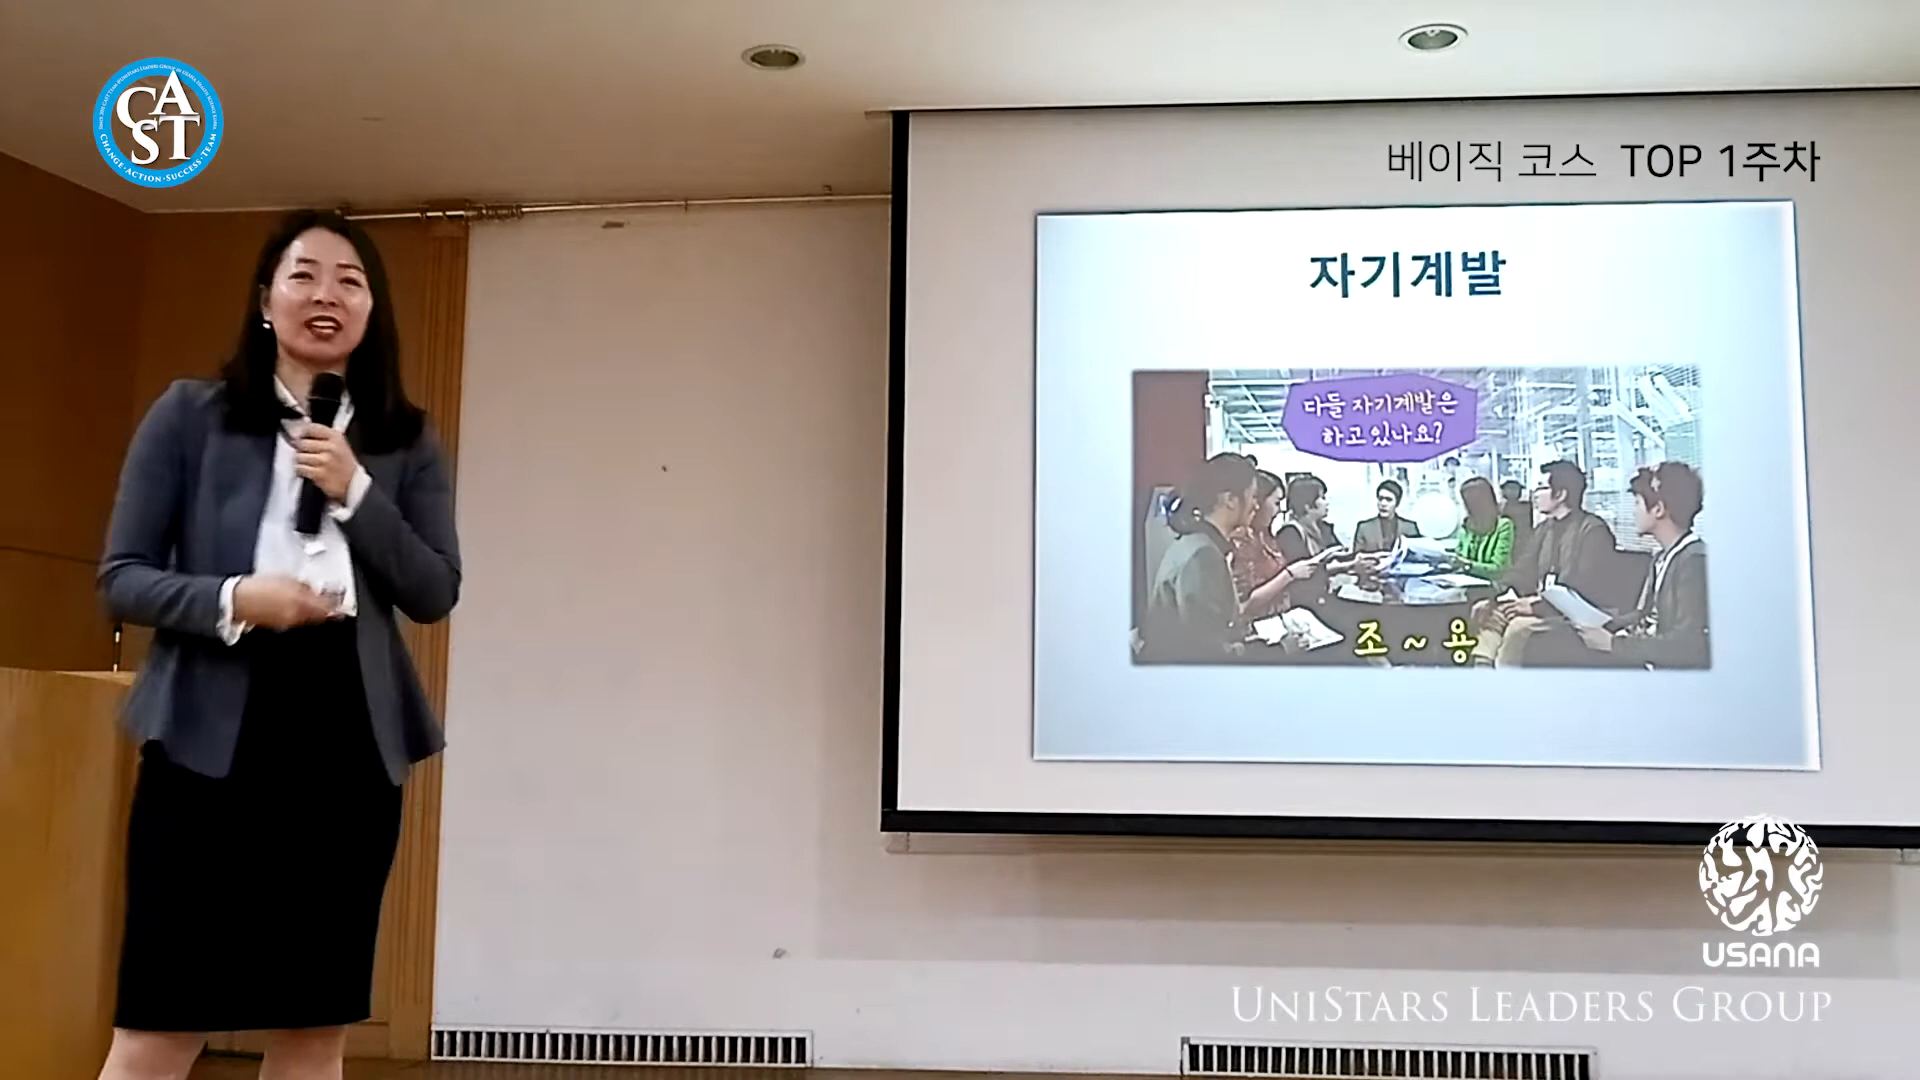 CAST
CHANGE·ACTION·SUCCESS·TEAM
베이직 코스 TOP 1주차
자기계발
다들 자기계발은
하고 있나요?
조 ~ 용
USANA
UNISTARS LEADERS GROUP